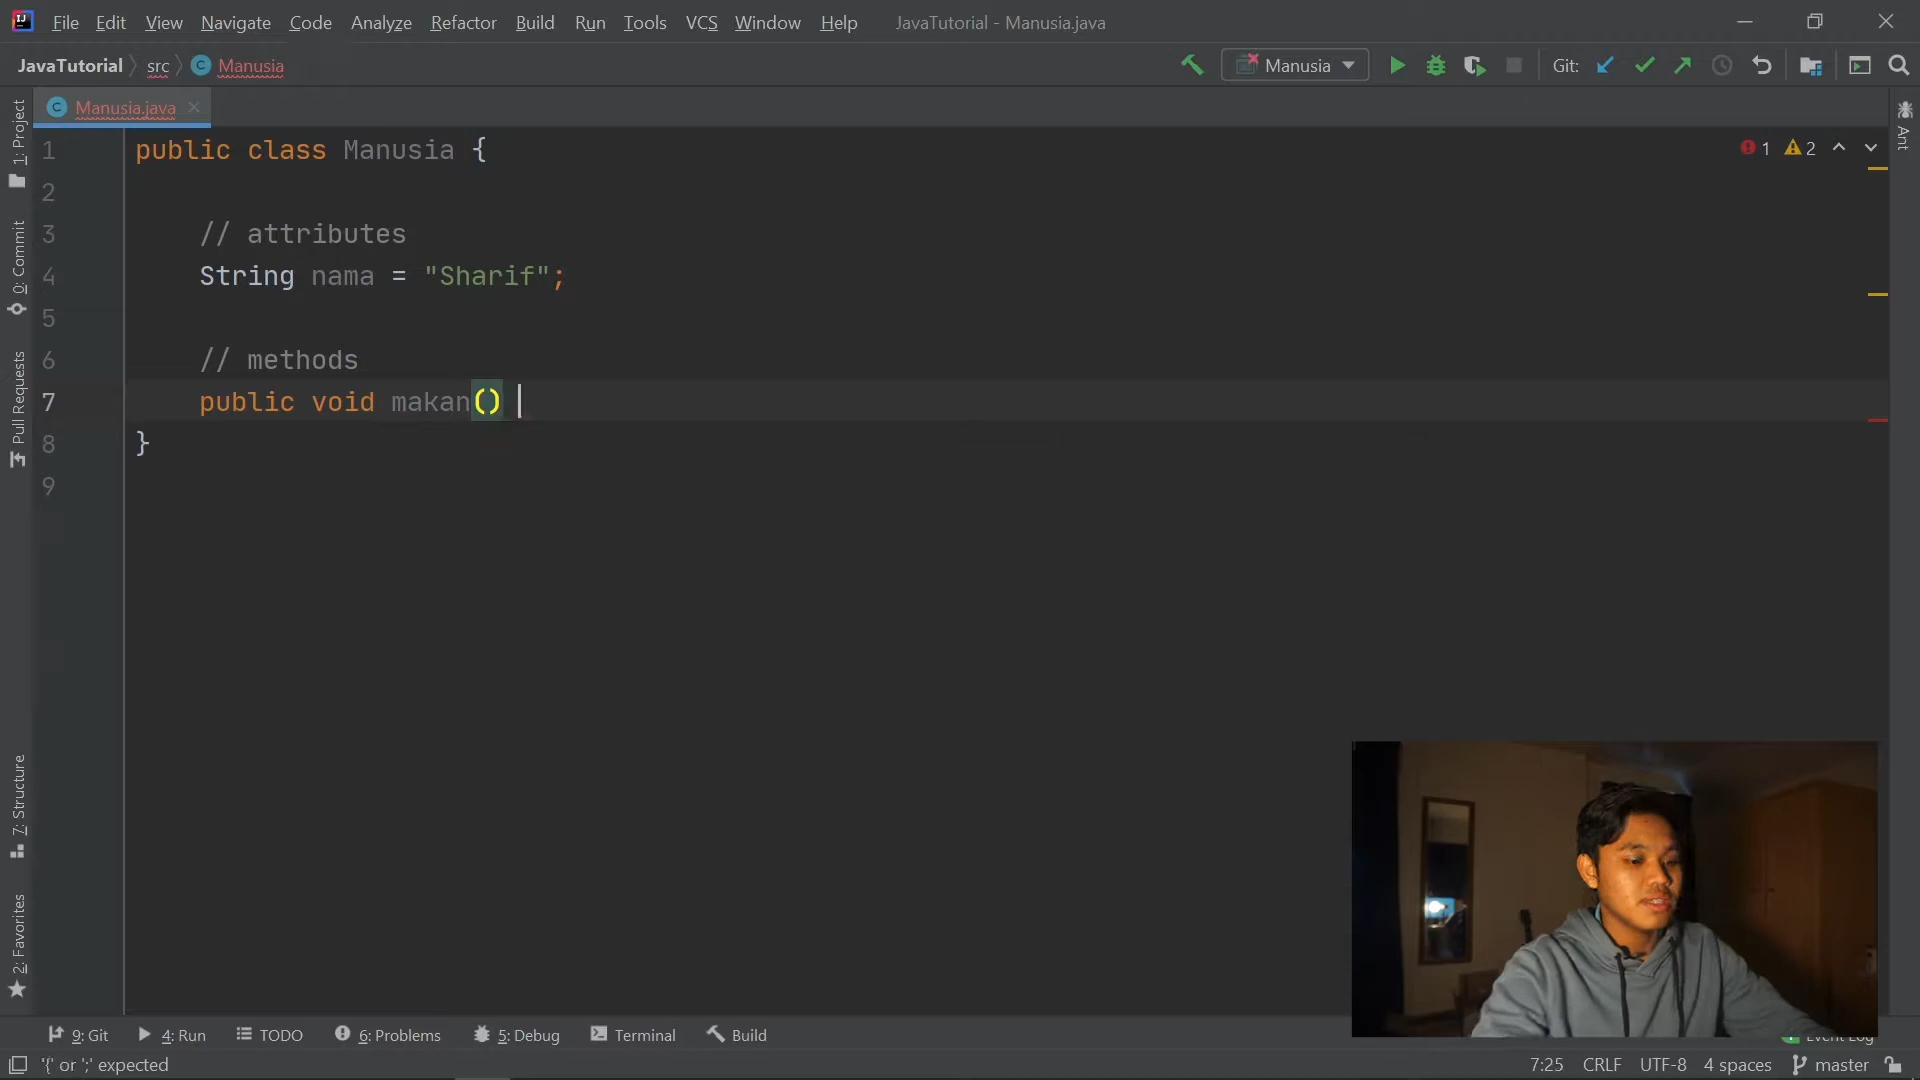 File Edit View Navigate Code Analyze Refactor Build Run Tools VCS Window Help JavaTutorial - Manusia.java
JavaTutorial src C Manusia Manusia Git:
C Manusia.java
1 public class Manusia { 1 2
2
3 // attributes
4 String nama = "Sharif";
5
6 // methods
7 public void makan()
8 }
9
1: Project
0: Commit
Pull Requests
7: Structure
2: Favorites
Ant
9: Git 4: Run TODO 6: Problems 5: Debug Terminal Build Event Log
'{' or ';' expected 7:25 CRLF UTF-8 4 spaces master